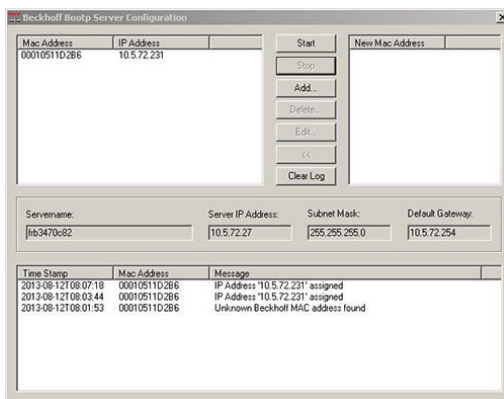 Beckhoff Bootp Server Configuration
Mac Address IP Address
00010511D2B6 10.5.72.231
Start
Stop
Add...
Delete...
Edit...
<<
Clear Log
New Mac Address
Servername: Server IP Address: Subnet Mask: Default Gateway:
frb3470c82 10.5.72.27 255.255.255.0 10.5.72.254
Time Stamp Mac Address Message
2013-08-12T08:07:18 00010511D2B6 IP Address '10.5.72.231' assigned
2013-08-12T08:03:44 00010511D2B6 IP Address '10.5.72.231' assigned
2013-08-12T08:01:53 00010511D2B6 Unknown Beckhoff MAC address found